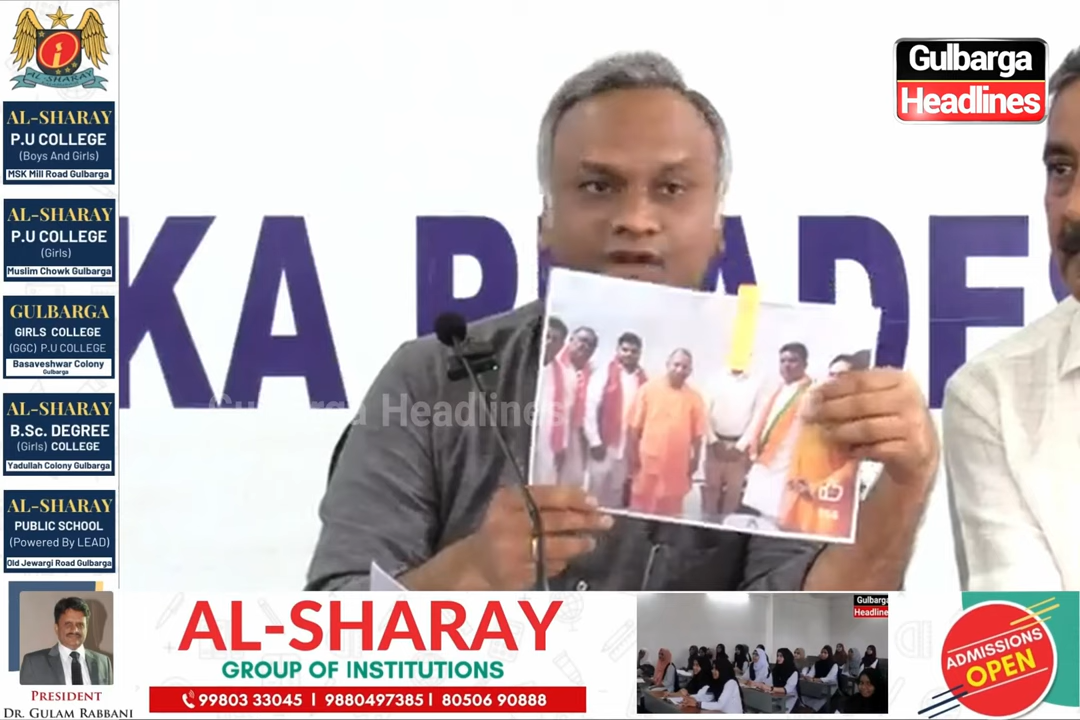 AL-SHARAY
AL-SHARAY
P.U COLLEGE
(Boys And Girls)
MSK Mill Road Gulbarga
AL-SHARAY
P.U COLLEGE
(Girls)
Muslim Chowk Gulbarga
GULBARGA
GIRLS COLLEGE
(GGC) P.U COLLEGE
Basaveshwar Colony
Gulbarga
AL-SHARAY
B.Sc. DEGREE
(Girls) COLLEGE
Yadullah Colony Gulbarga
AL-SHARAY
PUBLIC SCHOOL
(Powered By LEAD)
Old Jewargi Road Gulbarga
PRESIDENT
DR. GULAM RABBANI
Gulbarga
Headlines
KA PRADES
Gulbarga Headlines
AL-SHARAY
GROUP OF INSTITUTIONS
99803 33045 | 9880497385 | 80506 90888
Gulbarga
Headline
ADMISSIONS
OPEN